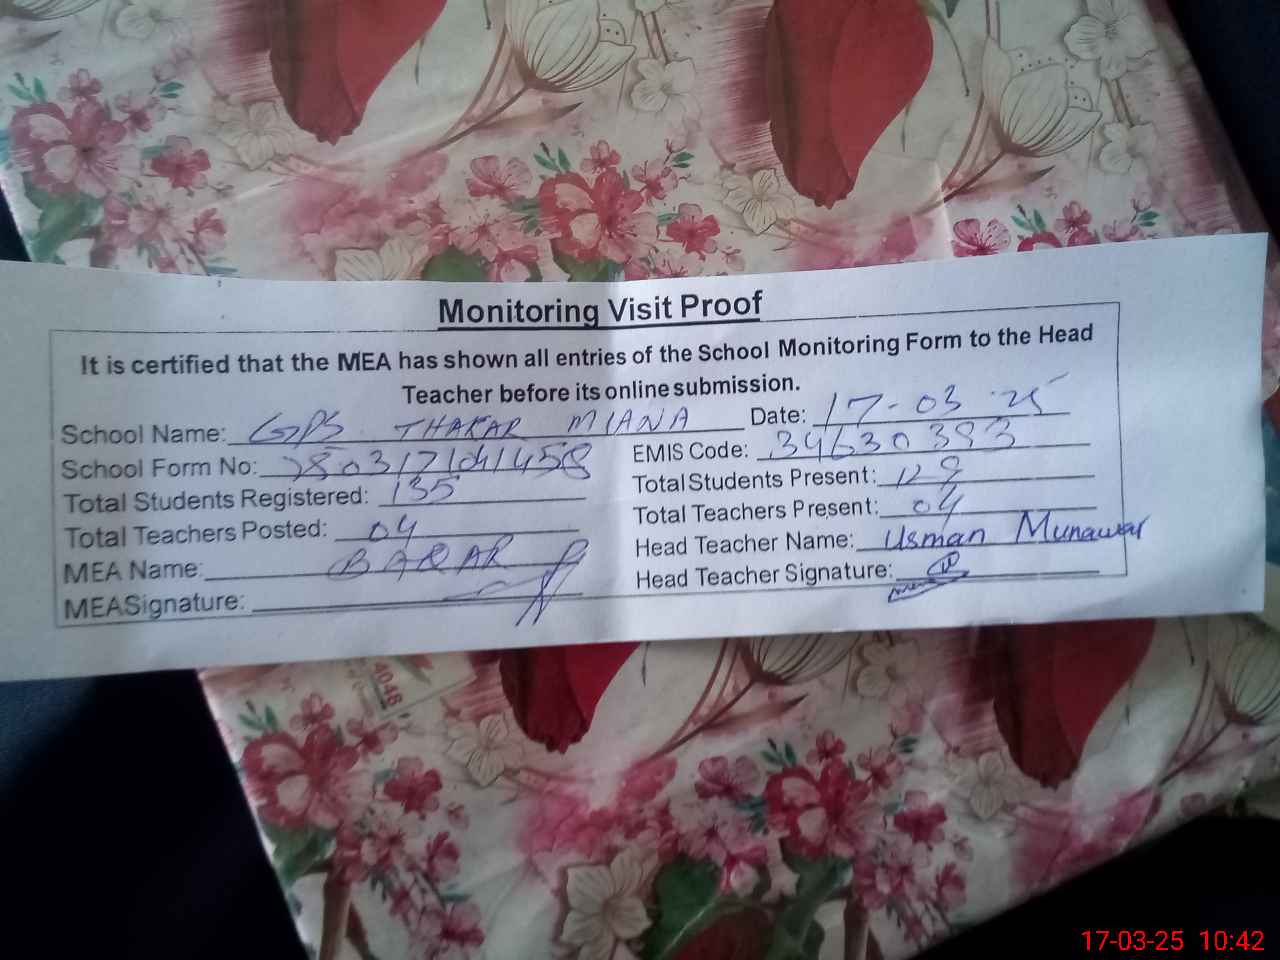 Monitoring Visit Proof
It is certified that the MEA has shown all entries of the School Monitoring Form to the Head
Teacher before its online submission.
School Name: GPS THAKAR MIANA Date: 17-03-25
School Form No: EMIS Code: 34630393
Total Students Registered: 135 Total Students Present: 129
Total Teachers Posted: 04 Total Teachers Present: 04
MEA Name: Head Teacher Name: Usman Munawar
MEASignature: Head Teacher Signature:
4046
17-03-25 10:42